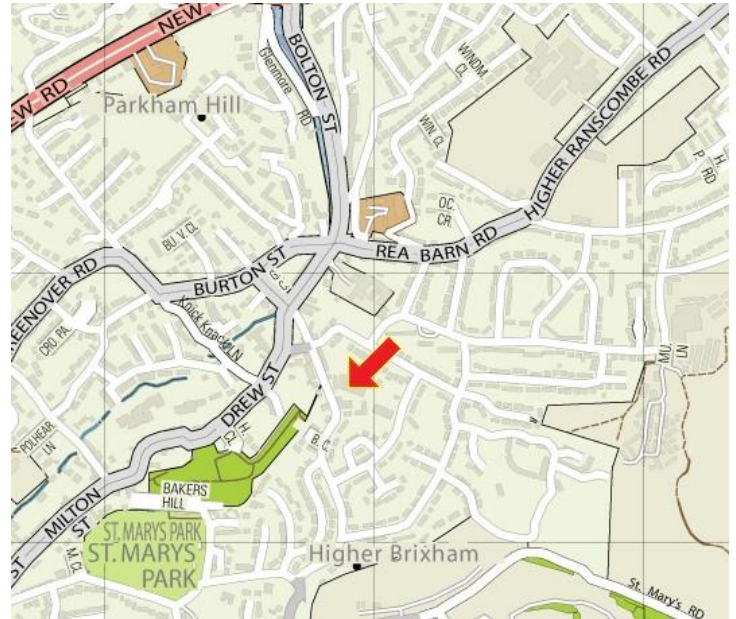 NEW
NEW RD
BOLTON ST
Glenmore
RD
WINDM.
CL
Parkham Hill
WIN. CL
HIGHER RANSCOMBE RD
H.
P. RD
OC.
CR.
BU. V. CL
REA BARN RD
BURTON ST
GREENOVER RD
CRO. PA.
Knick Knack LN
MU.
LN
DREW ST
POLHEAR
LN
H.
CL
B. C.
BAKERS
HILL
MILTON
ST
ST. MARYS PARK
ST. MARYS
PARK
M. CL
ST
Higher Brixham
St. Mary's RD